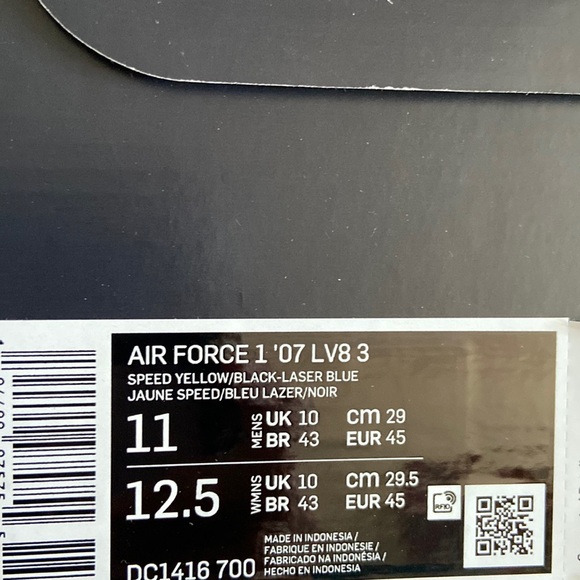 AIR FORCE 1 '07 LV8 3
SPEED YELLOW/BLACK-LASER BLUE
JAUNE SPEED/BLEU LAZER/NOIR
11 MENS UK 10 cm 29
BR 43 EUR 45
12.5 WMNS UK 10 cm 29.5
BR 43 EUR 45
RFID
MADE IN INDONESIA /
FABRIQUE EN INDONESIE /
FABRICADO NA INDONÉSIA /
HECHO EN INDONESIA
DC1416 700